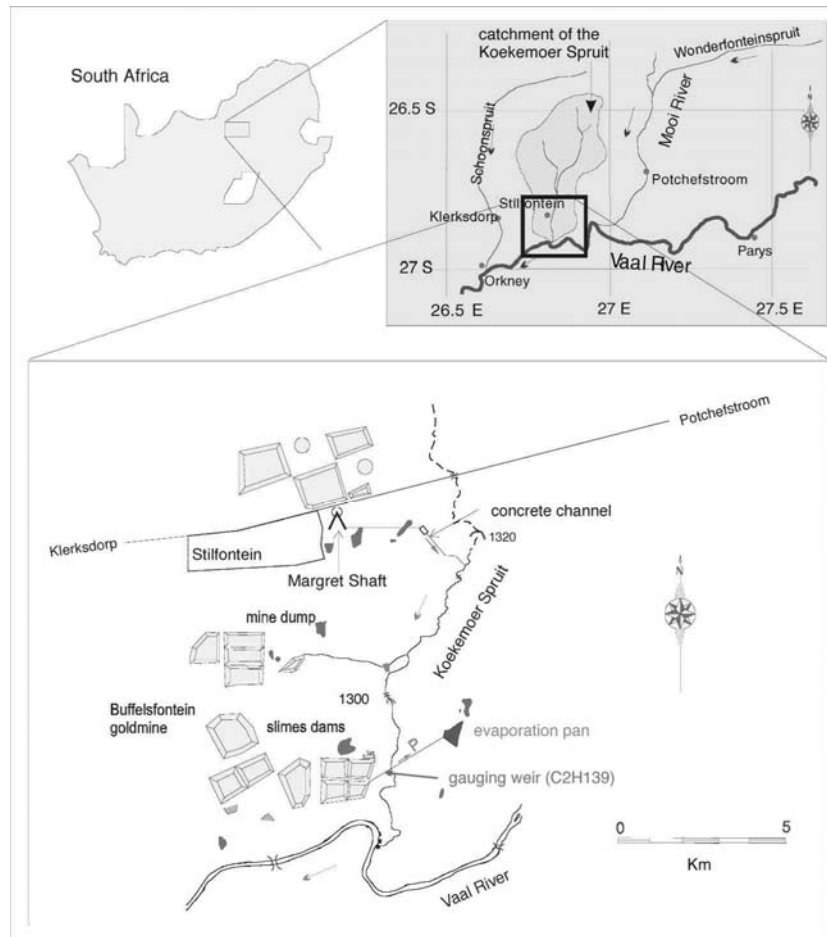 South Africa
catchment of the
Koekemoer Spruit
Wonderfonteinspruit
26.5 S
Schoonspruit
Mooi River
N
Potchefstroom
Stilfontein
Klerksdorp
Parys
Vaal River
27 S
Orkney
26.5 E
27 E
27.5 E
Potchefstroom
concrete channel
Klerksdorp
Stilfontein
1320
Margret Shaft
Koekemoer Spruit
N
mine dump
1300
Buffelsfontein
goldmine
slimes dams
evaporation pan
P
gauging weir (C2H139)
0
5
Km
Vaal River